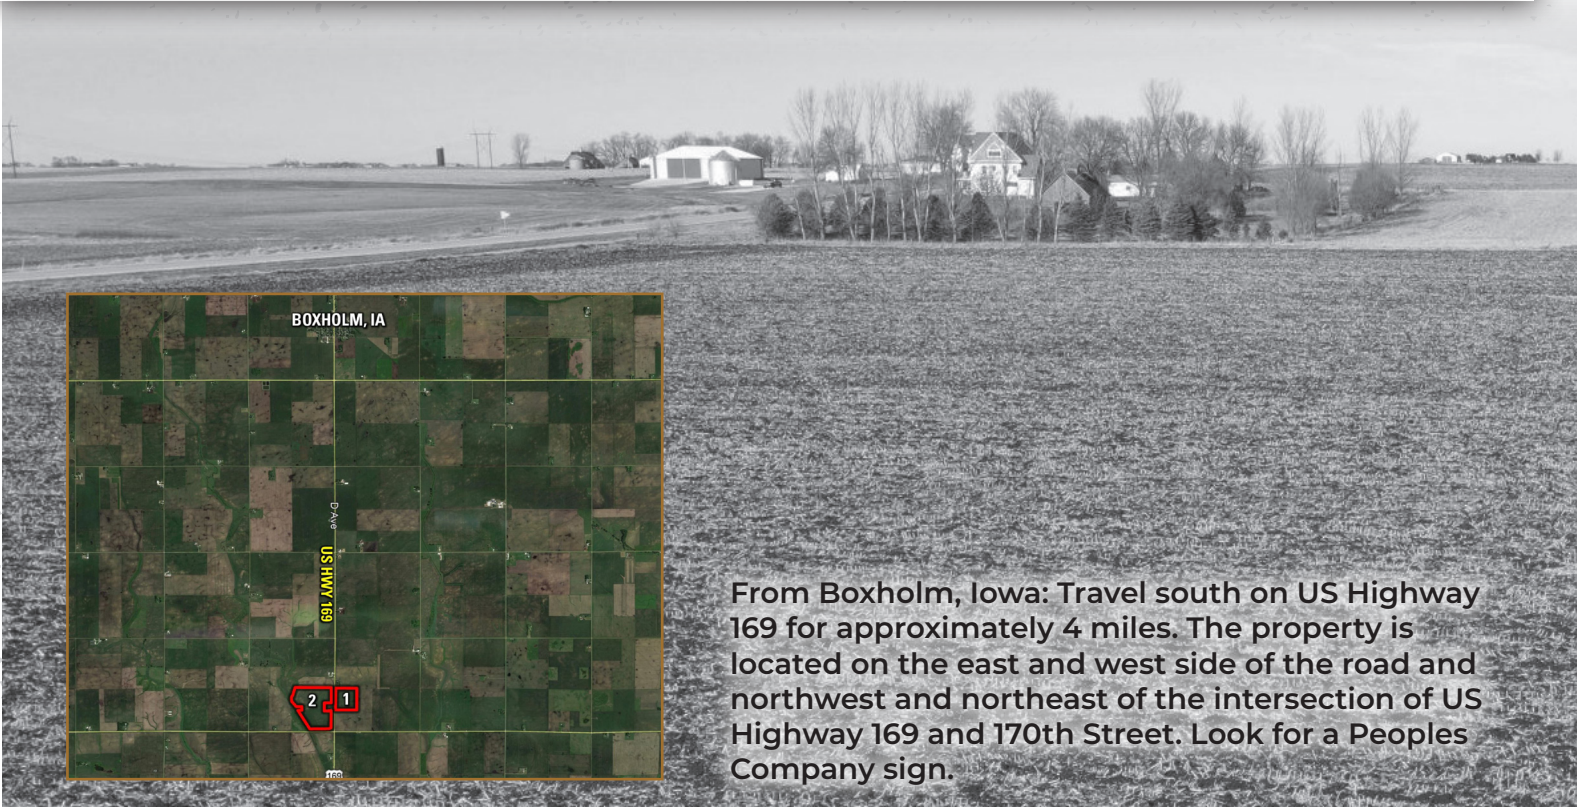 BOXHOLM, IA
D Ave
US HWY 169
2
1
169
From Boxholm, Iowa: Travel south on US Highway
169 for approximately 4 miles. The property is
located on the east and west side of the road and
northwest and northeast of the intersection of US
Highway 169 and 170th Street. Look for a Peoples
Company sign.